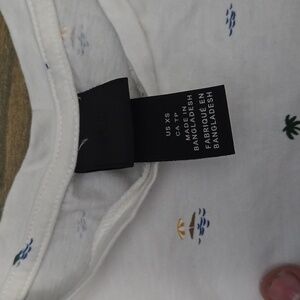 US XS
CA TP
MADE IN
BANGLADESH
FABRIQUÉ EN
BANGLADESH